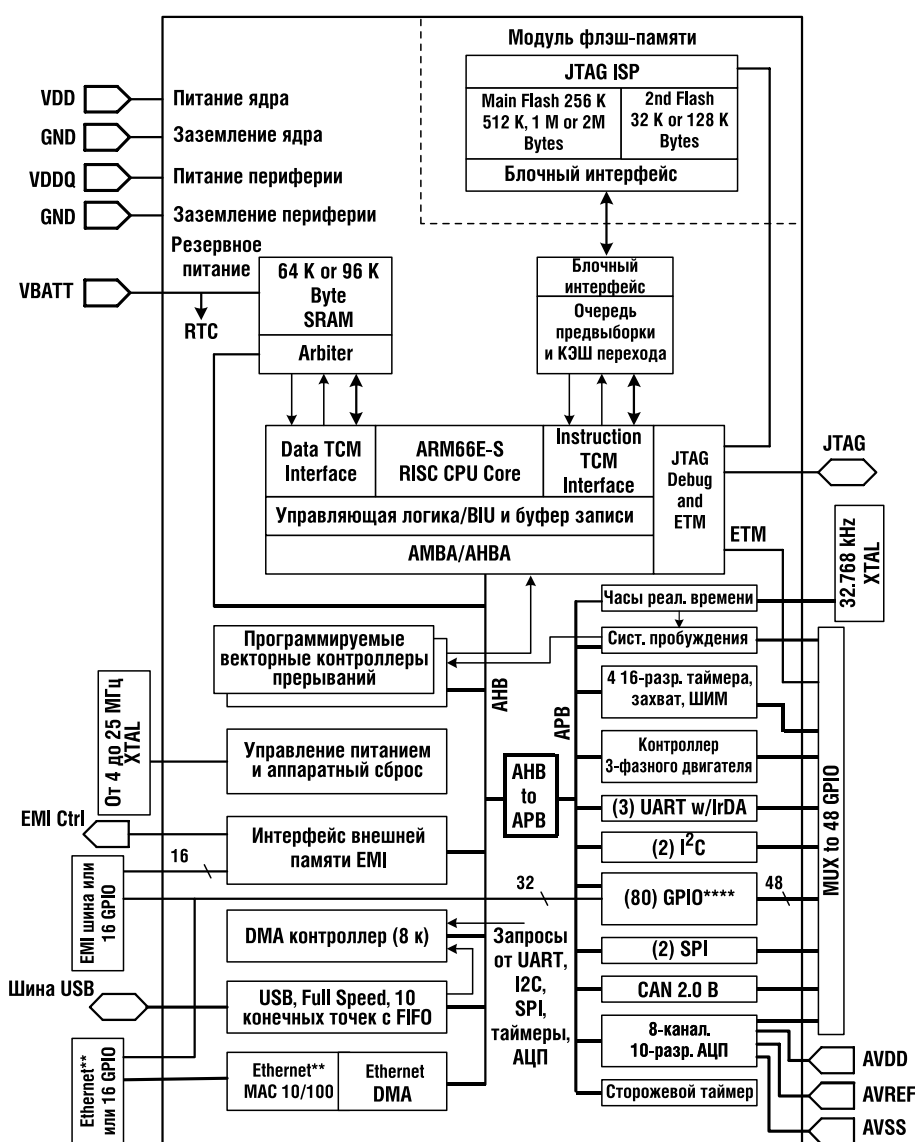 Модуль флэш-памяти
JTAG ISP
Main Flash 256 K
512 K, 1 M or 2M
Bytes
2nd Flash
32 K or 128 K
Bytes
Блочный интерфейс
VDD
Питание ядра
GND
Заземление ядра
VDDQ
Питание периферии
GND
Заземление периферии
Резервное
питание
VBATT
RTC
64 K or 96 K
Byte
SRAM
Arbiter
Блочный
интерфейс
Очередь
предвыборки
и КЭШ перехода
Data TCM
Interface
ARM66E-S
RISC CPU Core
Instruction
TCM
Interface
JTAG
Debug
and
ETM
JTAG
Управляющая логика/BIU и буфер записи
AMBA/AHBA
ETM
32.768 kHz
XTAL
Программируемые
векторные контроллеры
прерываний
AHB
APB
Часы реал. времени
Сист. пробуждения
4 16-разр. таймера,
захват, ШИМ
От 4 до 25 МГц
XTAL
Управление питанием
и аппаратный сброс
AHB
to
APB
Контроллер
3-фазного двигателя
(3) UART w/IrDA
(2) I2C
MUX to 48 GPIO
EMI Ctrl
Интерфейс внешней
памяти EMI
16
EMI шина или
16 GPIO
32
(80) GPIO****
48
DMA контроллер (8 к)
Запросы
от UART,
I2C,
SPI,
таймеры,
АЦП
(2) SPI
CAN 2.0 B
Шина USB
USB, Full Speed, 10
конечных точек с FIFO
8-канал.
10-разр. АЦП
AVDD
AVREF
AVSS
Ethernet**
или 16 GPIO
Ethernet**
MAC 10/100
Ethernet
DMA
Сторожевой таймер